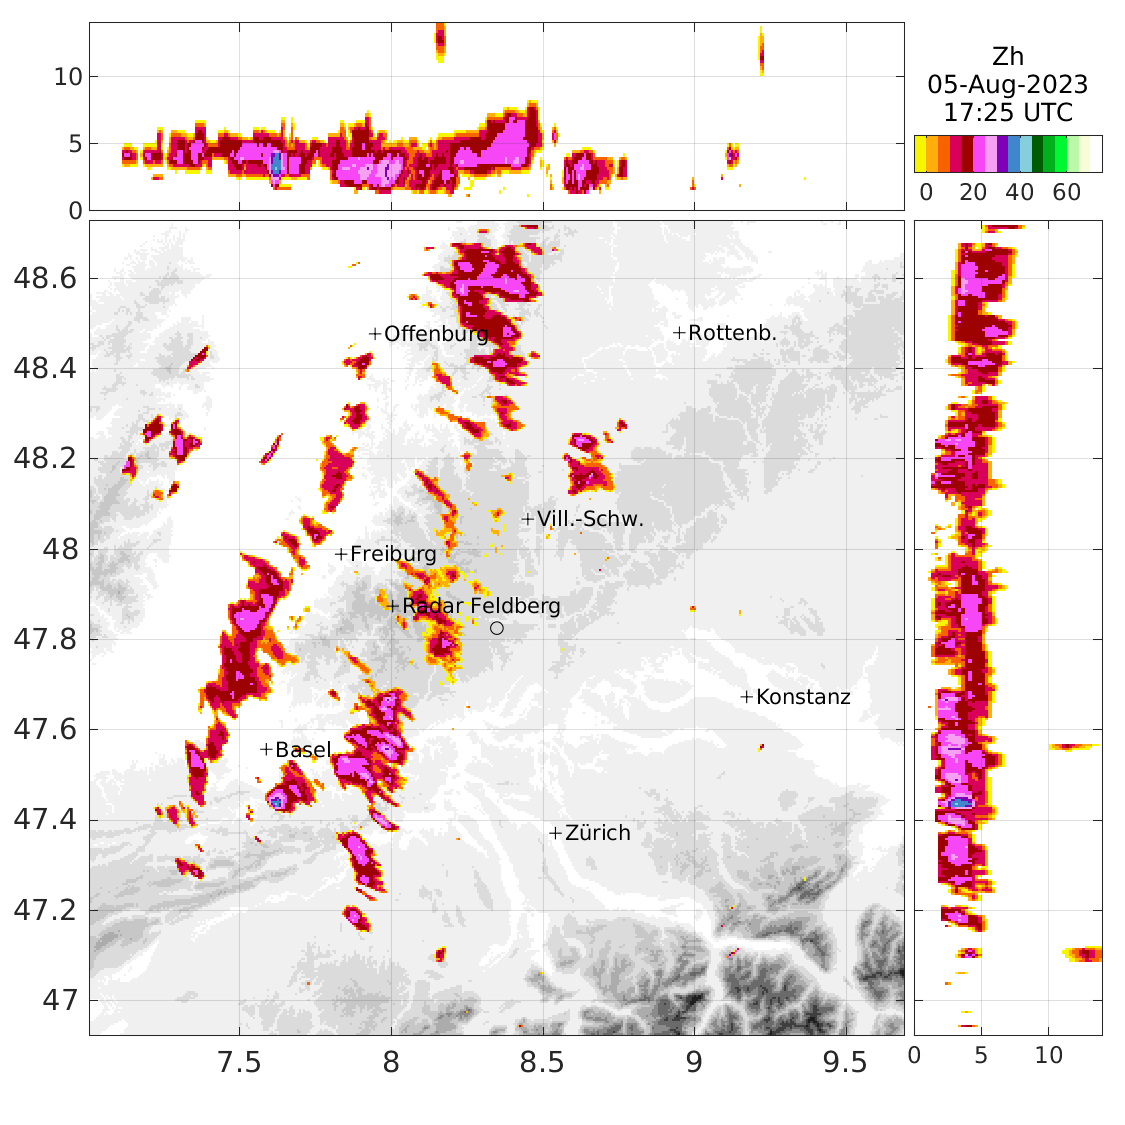 10
5
0
Zh
05-Aug-2023
17:25 UTC
0 20 40 60
48.6
48.4
48.2
48
47.8
47.6
47.4
47.2
47
Offenburg
Rottenb.
Vill.-Schw.
Freiburg
Radar Feldberg
Konstanz
Basel
Zürich
7.5 8 8.5 9 9.5
0 5 10